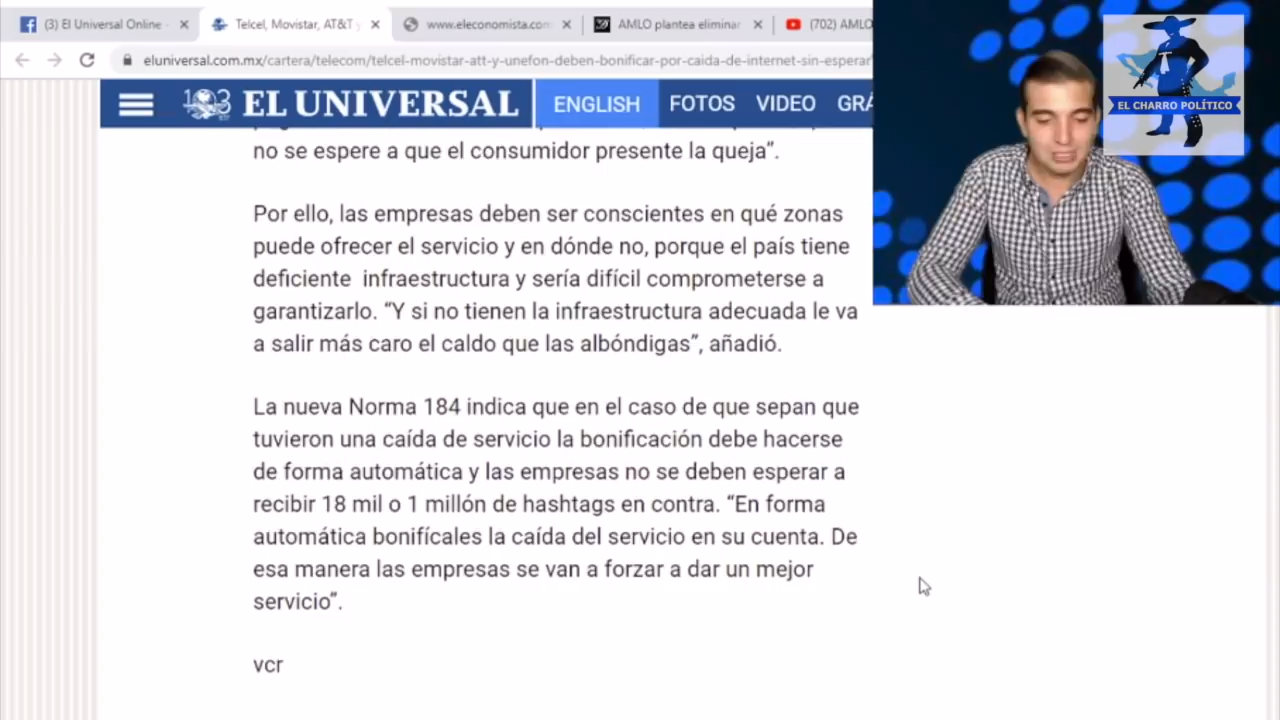 (3) El Universal Online
Telcel, Movistar, AT&T y
www.eleconomista.com
AMLO plantea eliminar
(702) AMLO
eluniversal.com.mx/cartera/telecom/telcel-movistar-att-y-unefon-deben-bonificar-por-caida-de-internet-sin-esperar
EL CHARRO POLÍTICO
103 EL UNIVERSAL ENGLISH FOTOS VIDEO GRÁ
no se espere a que el consumidor presente la queja”.
Por ello, las empresas deben ser conscientes en qué zonas
puede ofrecer el servicio y en dónde no, porque el país tiene
deficiente infraestructura y sería difícil comprometerse a
garantizarlo. “Y si no tienen la infraestructura adecuada le va
a salir más caro el caldo que las albóndigas”, añadió.
La nueva Norma 184 indica que en el caso de que sepan que
tuvieron una caída de servicio la bonificación debe hacerse
de forma automática y las empresas no se deben esperar a
recibir 18 mil o 1 millón de hashtags en contra. “En forma
automática bonifícales la caída del servicio en su cuenta. De
esa manera las empresas se van a forzar a dar un mejor
servicio”.
vcr